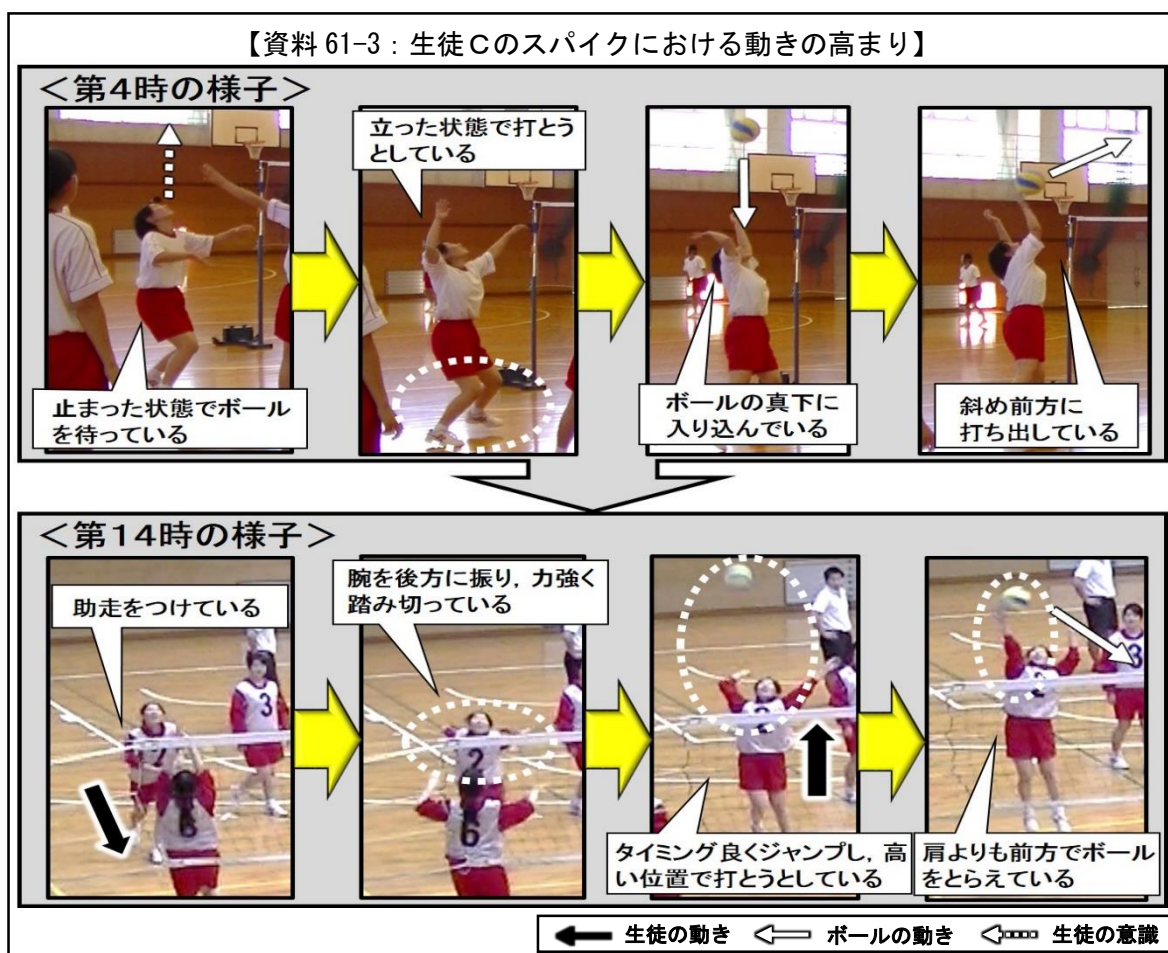 【資料61-3：生徒Cのスパイクにおける動きの高まり】
＜第4時の様子＞
立った状態で打とう
としている
止まった状態でボール
を待っている
ボールの真下に
入り込んでいる
斜め前方に
打ち出している
＜第14時の様子＞
助走をつけている
腕を後方に振り，力強く
踏み切っている
タイミング良くジャンプし，高
い位置で打とうとしている
肩よりも前方でボール
をとらえている
3
7
6
2
6
2
3
2
生徒の動き ボールの動き 生徒の意識